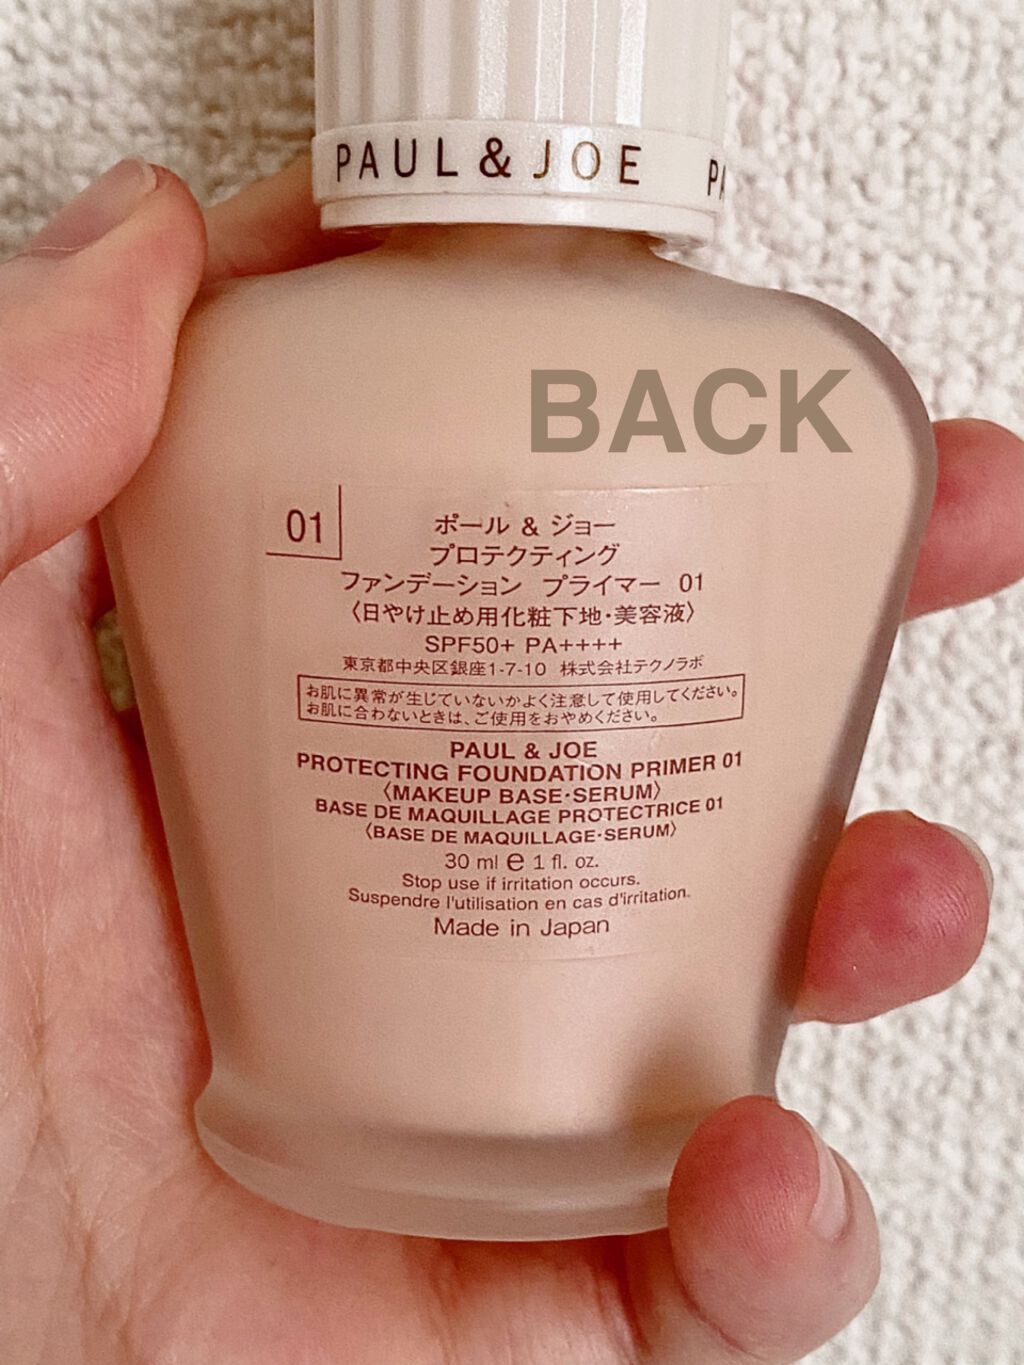 PAUL & JOE
BACK
01
ポール & ジョー
プロテクティング
ファンデーション プライマー 01
〈日やけ止め用化粧下地・美容液〉
SPF50+ PA++++
東京都中央区銀座1-7-10 株式会社テクノラボ
お肌に異常が生じていないかよく注意して使用してください。
お肌に合わないときは、ご使用をおやめください。
PAUL & JOE
PROTECTING FOUNDATION PRIMER 01
〈MAKEUP BASE・SERUM〉
BASE DE MAQUILLAGE PROTECTRICE 01
〈BASE DE MAQUILLAGE・SERUM〉
30 ml ℮ 1 fl. oz.
Stop use if irritation occurs.
Suspendre l'utilisation en cas d'irritation.
Made in Japan